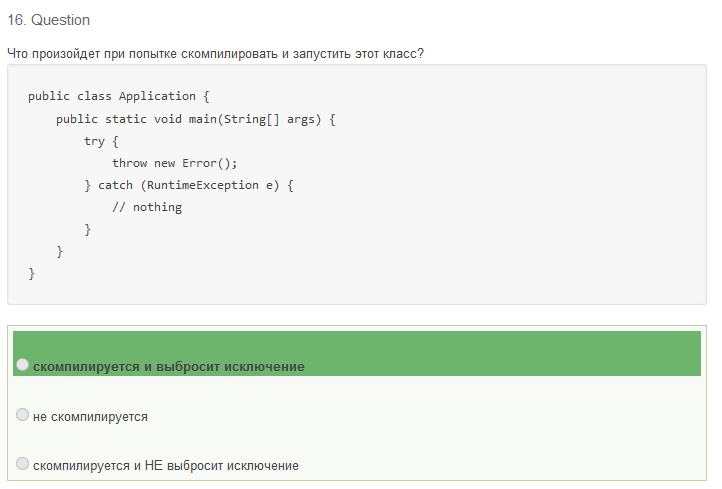 16. Question
Что произойдет при попытке скомпилировать и запустить этот класс?
public class Application {
    public static void main(String[] args) {
        try {
            throw new Error();
        } catch (RuntimeException e) {
            // nothing
        }
    }
}
скомпилируется и выбросит исключение
не скомпилируется
скомпилируется и НЕ выбросит исключение